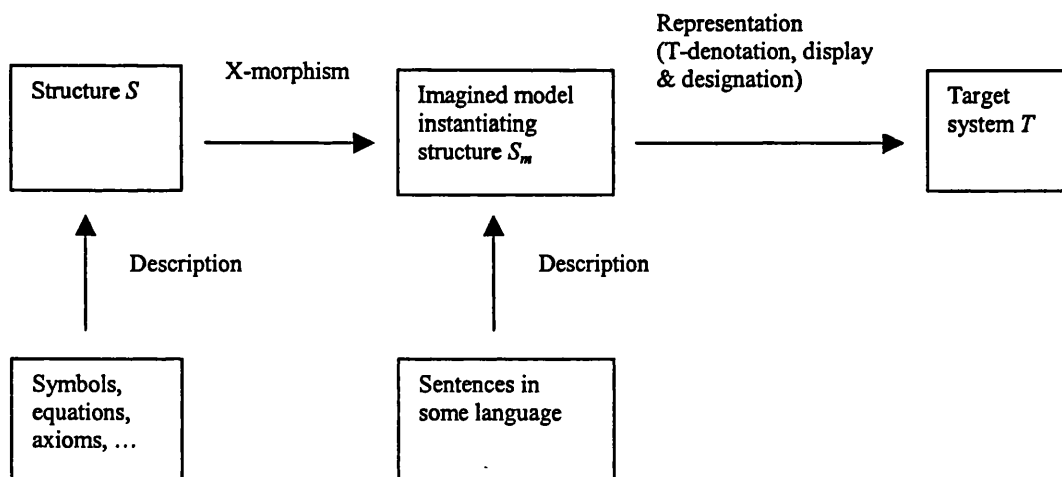 Representation
(T-denotation, display
& designation)
X-morphism
Structure S
Imagined model
instantiating
structure Sₘ
Target
system T
Description
Description
Symbols,
equations,
axioms, …
Sentences in
some language